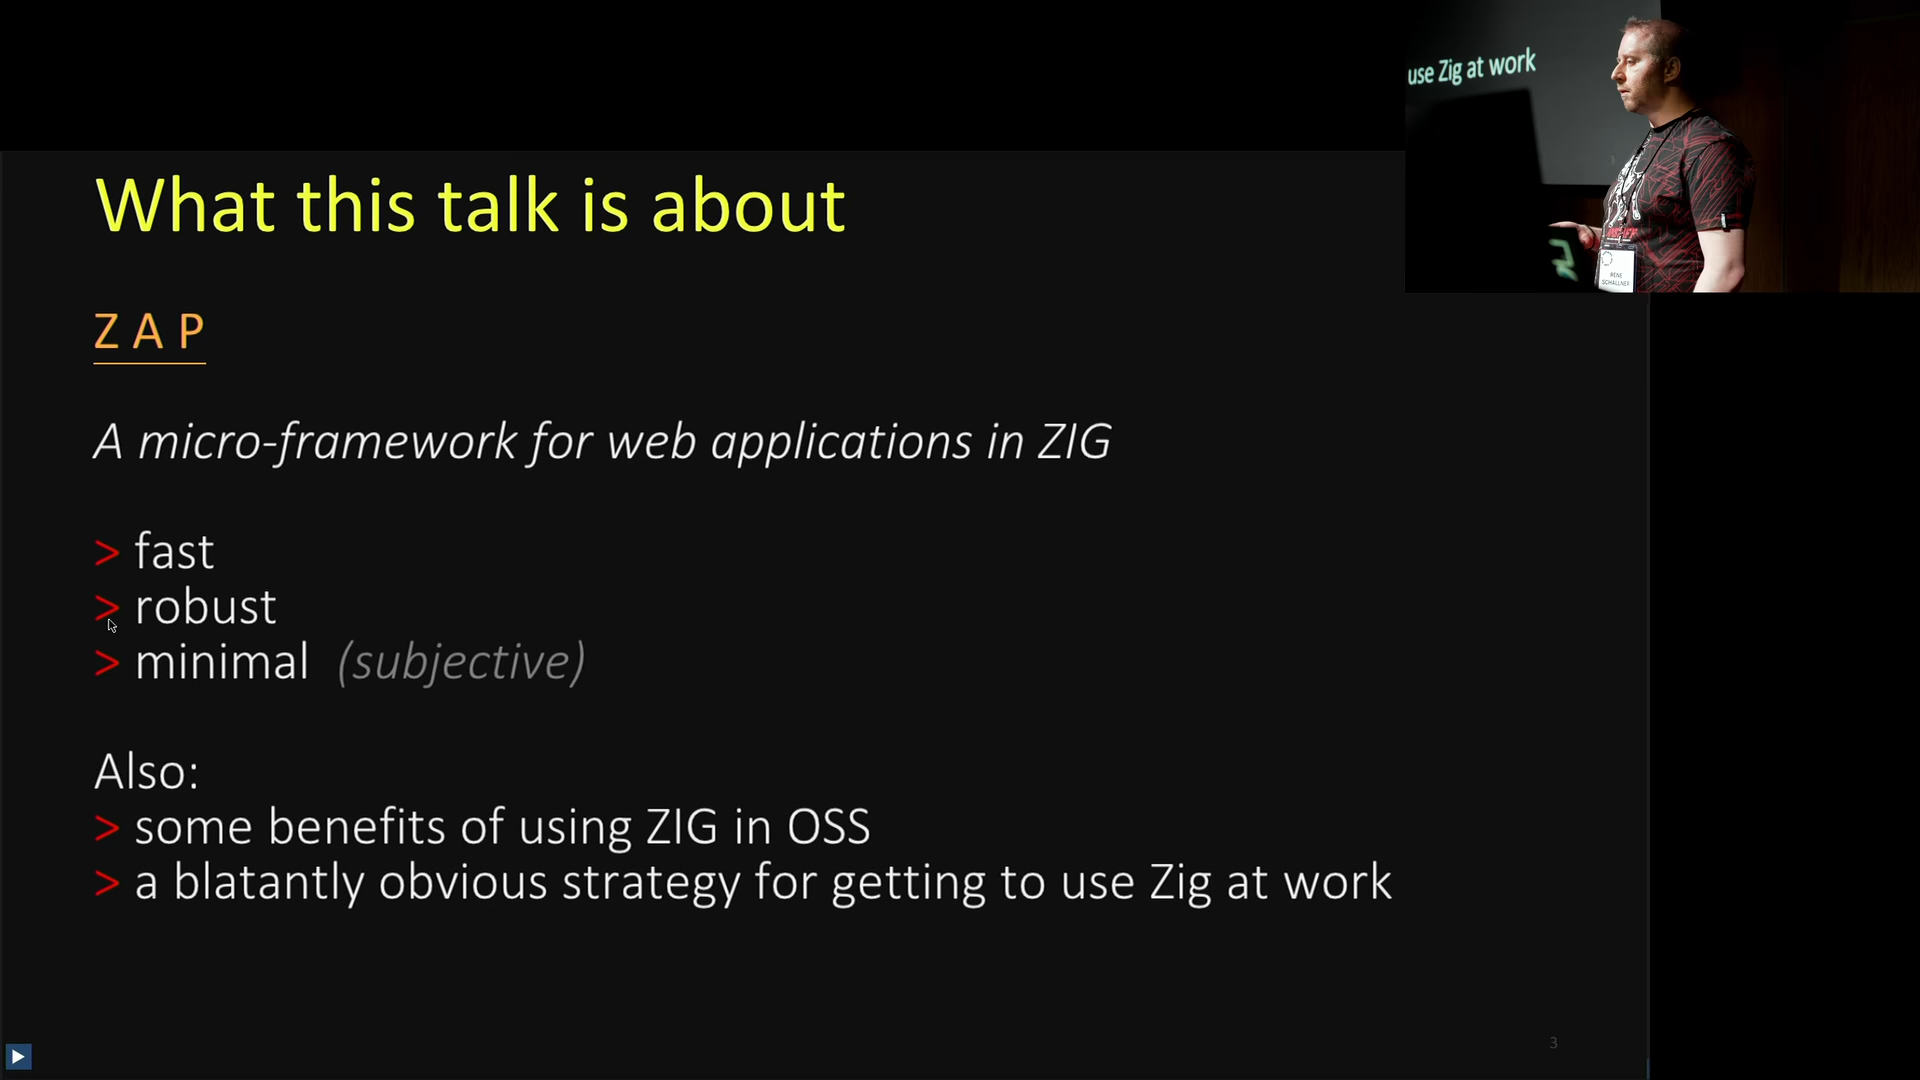 What this talk is about
Z A P
A micro-framework for web applications in ZIG
> fast
> robust
> minimal (subjective)
Also:
> some benefits of using ZIG in OSS
> a blatantly obvious strategy for getting to use Zig at work
3
use Zig at work
RENE
SCHALLNER